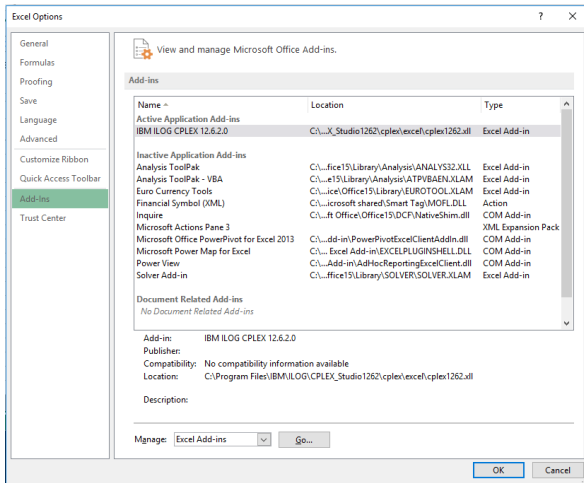 Excel Options ? ×
General
Formulas
Proofing
Save
Language
Advanced
Customize Ribbon
Quick Access Toolbar
Add-Ins
Trust Center
View and manage Microsoft Office Add-ins.
Add-ins
Name Location Type
Active Application Add-ins
IBM ILOG CPLEX 12.6.2.0 C:\...X_Studio1262\cplex\excel\cplex1262.xll Excel Add-in
Inactive Application Add-ins
Analysis ToolPak C:\...fice15\Library\Analysis\ANALYS32.XLL Excel Add-in
Analysis ToolPak - VBA C:\...e15\Library\Analysis\ATPVBAEN.XLAM Excel Add-in
Euro Currency Tools C:\...ice\Office15\Library\EUROTOOL.XLAM Excel Add-in
Financial Symbol (XML) C:\...icrosoft shared\Smart Tag\MOFL.DLL Action
Inquire C:\...ft Office\Office15\DCF\NativeShim.dll COM Add-in
Microsoft Actions Pane 3 XML Expansion Pack
Microsoft Office PowerPivot for Excel 2013 C:\...dd-in\PowerPivotExcelClientAddIn.dll COM Add-in
Microsoft Power Map for Excel C:\... Excel Add-in\EXCELPLUGINSHELL.DLL COM Add-in
Power View C:\...Add-in\AdHocReportingExcelClient.dll COM Add-in
Solver Add-in C:\...ffice15\Library\SOLVER\SOLVER.XLAM Excel Add-in
Document Related Add-ins
No Document Related Add-ins
Add-in: IBM ILOG CPLEX 12.6.2.0
Publisher:
Compatibility: No compatibility information available
Location: C:\Program Files\IBM\ILOG\CPLEX_Studio1262\cplex\excel\cplex1262.xll
Description:
Manage: Excel Add-ins Go...
OK Cancel